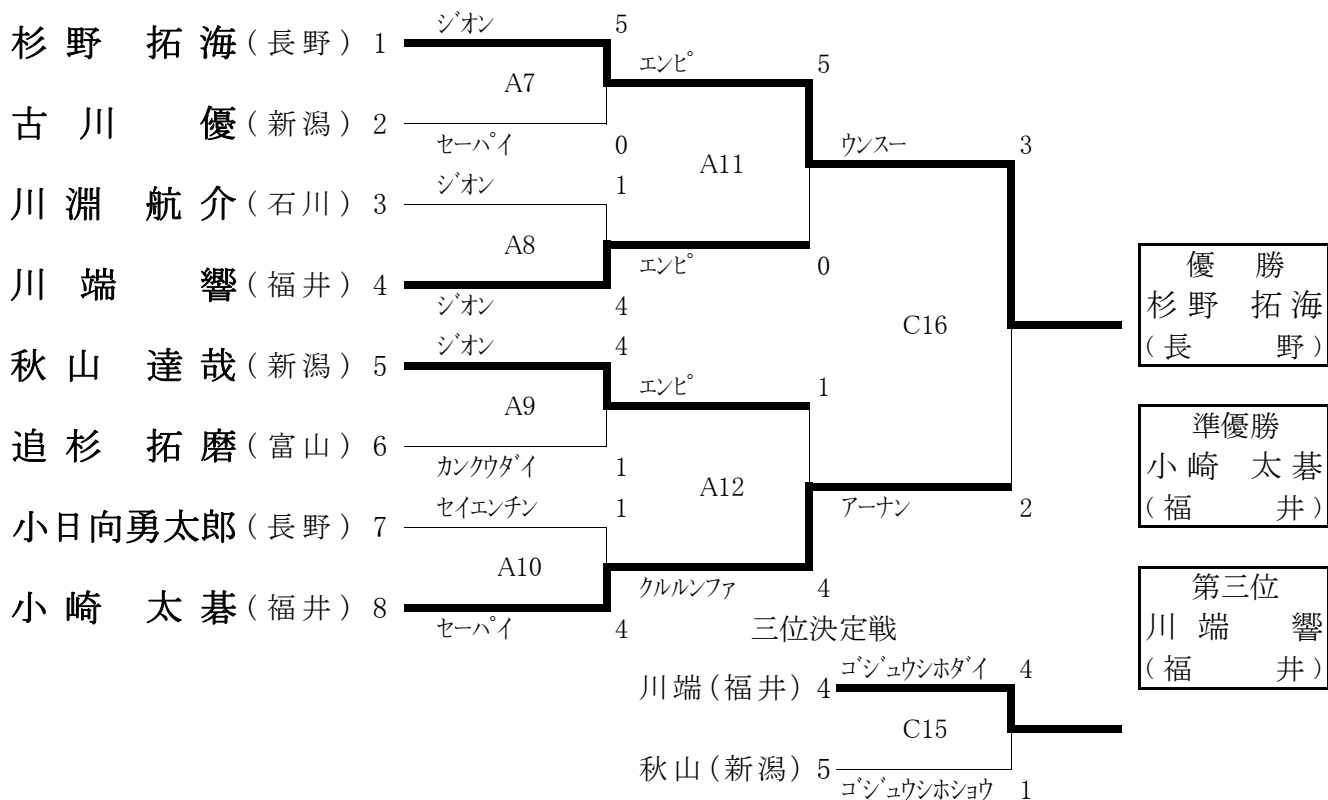 杉野 拓海(長野) 1
ジオン 5
A7
古川 優(新潟) 2
セーパイ 0
川淵 航介(石川) 3
ジオン 1
A8
川端 響(福井) 4
ジオン 4
秋山 達哉(新潟) 5
ジオン 4
A9
追杉 拓磨(富山) 6
カンクウダイ 1
小日向勇太郎(長野) 7
セイエンチン 1
A10
小崎 太碁(福井) 8
セーパイ 4
エンピ 5
A11
エンピ 0
エンピ 1
A12
クルルンファ 4
ウンスー 3
C16
アーナン 2
三位決定戦
川端(福井) 4
ゴジュウシホダイ 4
C15
秋山(新潟) 5
ゴジュウシホショウ 1
優 勝
杉野 拓海
(長 野)
準優勝
小崎 太碁
(福 井)
第三位
川端 響
(福 井)